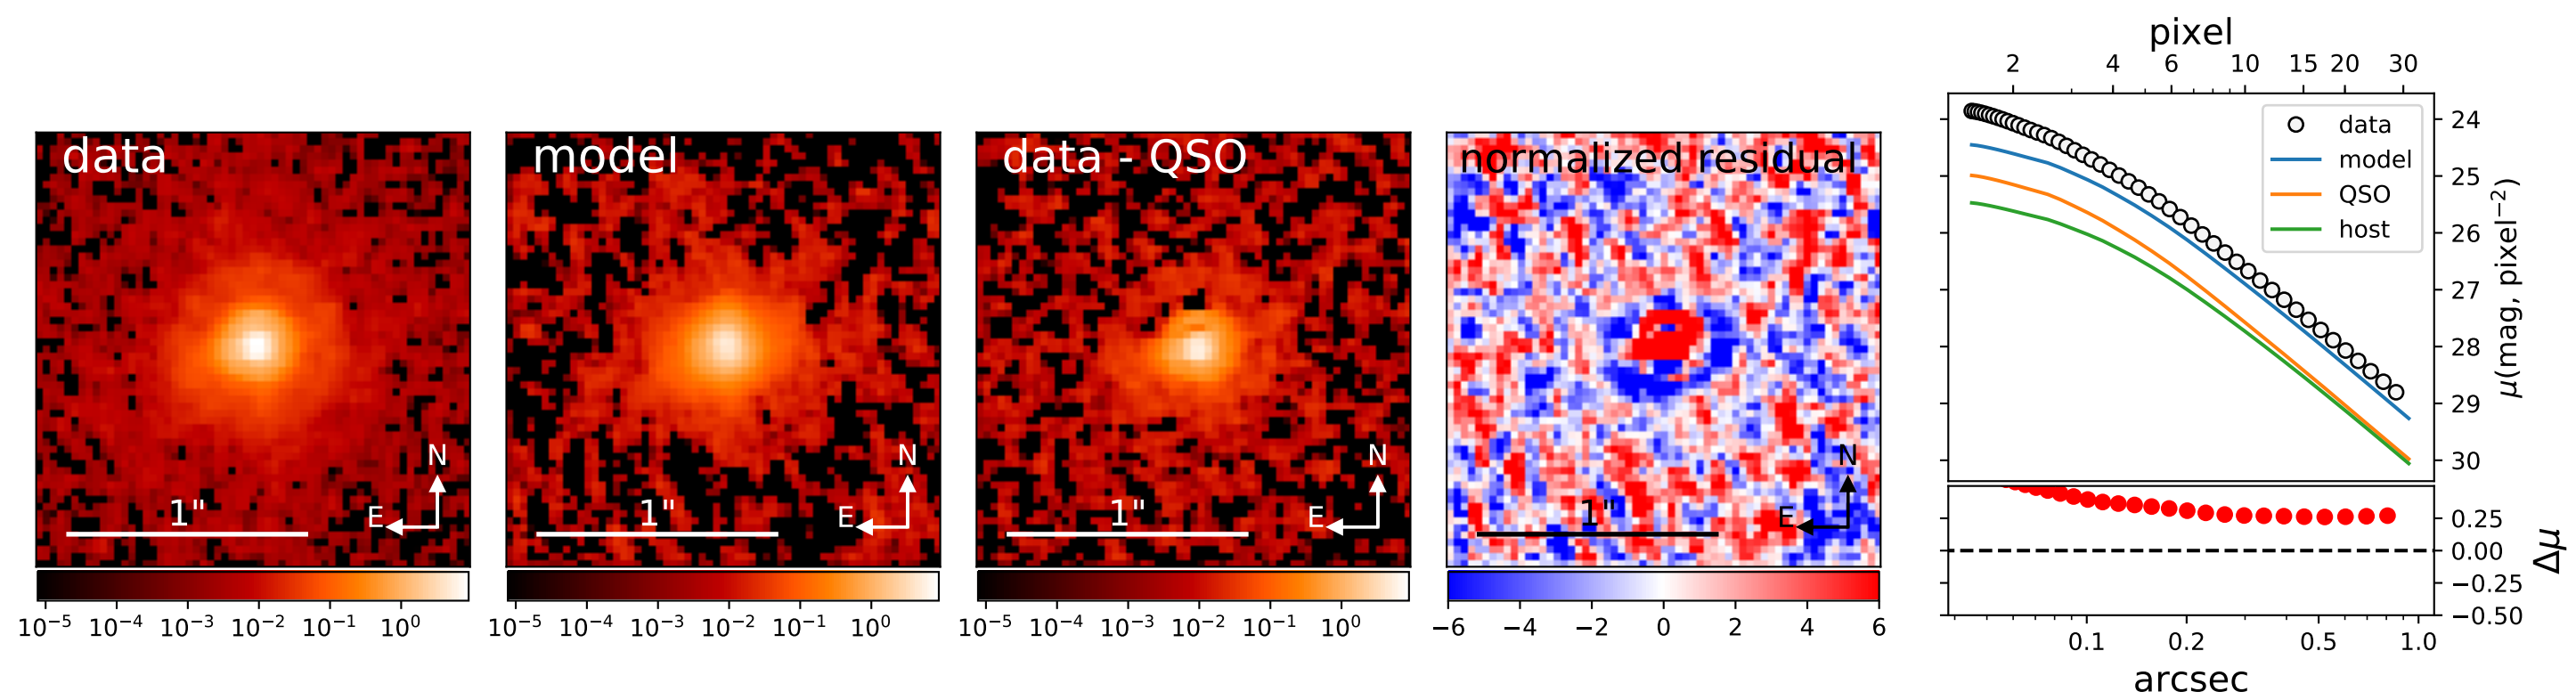 data
N
E
1"
10⁻⁵ 10⁻⁴ 10⁻³ 10⁻² 10⁻¹ 10⁰
model
N
E
1"
10⁻⁵ 10⁻⁴ 10⁻³ 10⁻² 10⁻¹ 10⁰
data - QSO
N
E
1"
10⁻⁵ 10⁻⁴ 10⁻³ 10⁻² 10⁻¹ 10⁰
normalized residual
N
E
1"
−6 −4 −2 0 2 4 6
pixel
2 4 6 10 15 20 30
data
model
QSO
host
24
25
26
27
28
29
30
μ(mag, pixel⁻²)
0.25
0.00
−0.25
−0.50
Δμ
0.1 0.2 0.5 1.0
arcsec